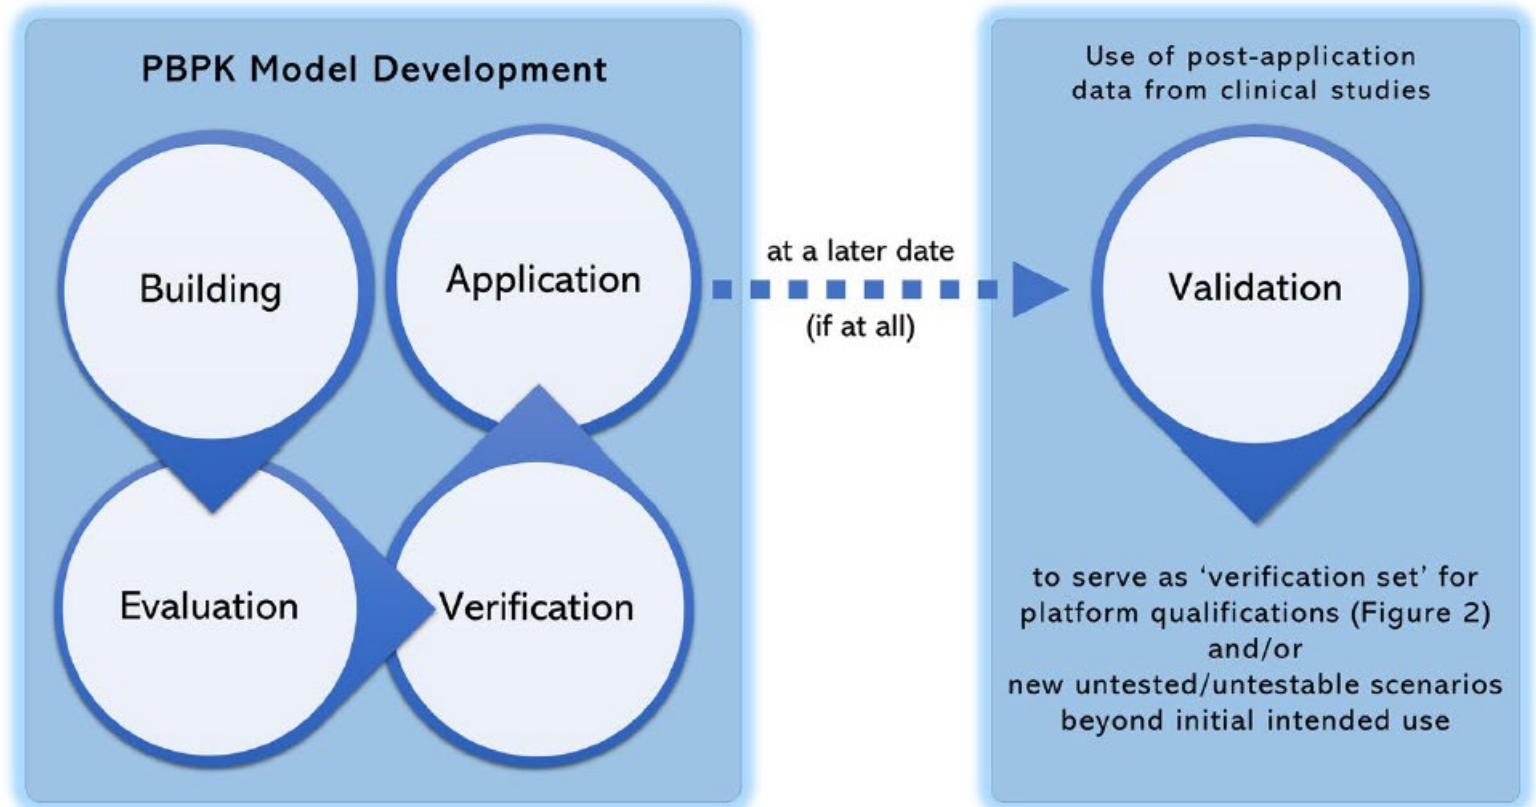 PBPK Model Development
Building
Application
Evaluation
Verification
at a later date
(if at all)
Use of post-application
data from clinical studies
Validation
to serve as ‘verification set’ for
platform qualifications (Figure 2)
and/or
new untested/untestable scenarios
beyond initial intended use